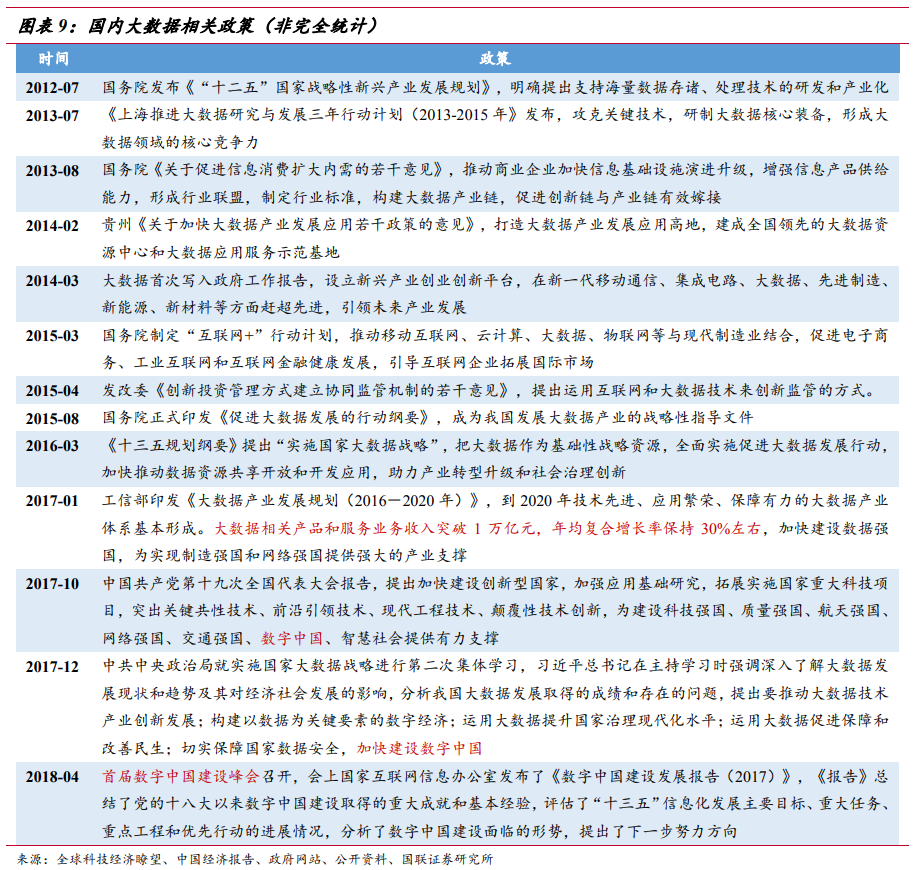 图表 9：国内大数据相关政策（非完全统计）
时间 政策
2012-07 国务院发布《“十二五”国家战略性新兴产业发展规划》，明确提出支持海量数据存储、处理技术的研发和产业化
2013-07 《上海推进大数据研究与发展三年行动计划（2013-2015 年》发布，攻克关键技术，研制大数据核心装备，形成大
数据领域的核心竞争力
2013-08 国务院《关于促进信息消费扩大内需的若干意见》，推动商业企业加快信息基础设施演进升级，增强信息产品供给
能力，形成行业联盟，制定行业标准，构建大数据产业链，促进创新链与产业链有效嫁接
2014-02 贵州《关于加快大数据产业发展应用若干政策的意见》，打造大数据产业发展应用高地，建成全国领先的大数据资
源中心和大数据应用服务示范基地
2014-03 大数据首次写入政府工作报告，设立新兴产业创业创新平台，在新一代移动通信、集成电路、大数据、先进制造、
新能源、新材料等方面赶超先进，引领未来产业发展
2015-03 国务院制定“互联网+”行动计划，推动移动互联网、云计算、大数据、物联网等与现代制造业结合，促进电子商
务、工业互联网和互联网金融健康发展，引导互联网企业拓展国际市场
2015-04 发改委《创新投资管理方式建立协同监管机制的若干意见》，提出运用互联网和大数据技术来创新监管的方式。
2015-08 国务院正式印发《促进大数据发展的行动纲要》，成为我国发展大数据产业的战略性指导文件
2016-03 《十三五规划纲要》提出“实施国家大数据战略”，把大数据作为基础性战略资源，全面实施促进大数据发展行动，
加快推动数据资源共享开放和开发应用，助力产业转型升级和社会治理创新
2017-01 工信部印发《大数据产业发展规划（2016－2020 年）》，到 2020 年技术先进、应用繁荣、保障有力的大数据产业
体系基本形成。大数据相关产品和服务业务收入突破 1 万亿元，年均复合增长率保持 30%左右，加快建设数据强
国，为实现制造强国和网络强国提供强大的产业支撑
2017-10 中国共产党第十九次全国代表大会报告，提出加快建设创新型国家，加强应用基础研究，拓展实施国家重大科技项
目，突出关键共性技术、前沿引领技术、现代工程技术、颠覆性技术创新，为建设科技强国、质量强国、航天强国、
网络强国、交通强国、数字中国、智慧社会提供有力支撑
2017-12 中共中央政治局就实施国家大数据战略进行第二次集体学习，习近平总书记在主持学习时强调深入了解大数据发
展现状和趋势及其对经济社会发展的影响，分析我国大数据发展取得的成绩和存在的问题，提出要推动大数据技术
产业创新发展；构建以数据为关键要素的数字经济；运用大数据提升国家治理现代化水平；运用大数据促进保障和
改善民生；切实保障国家数据安全，加快建设数字中国
2018-04 首届数字中国建设峰会召开，会上国家互联网信息办公室发布了《数字中国建设发展报告（2017）》，《报告》总
结了党的十八大以来数字中国建设取得的重大成就和基本经验，评估了“十三五”信息化发展主要目标、重大任务、
重点工程和优先行动的进展情况，分析了数字中国建设面临的形势，提出了下一步努力方向
来源：全球科技经济瞭望、中国经济报告、政府网站、公开资料、国联证券研究所